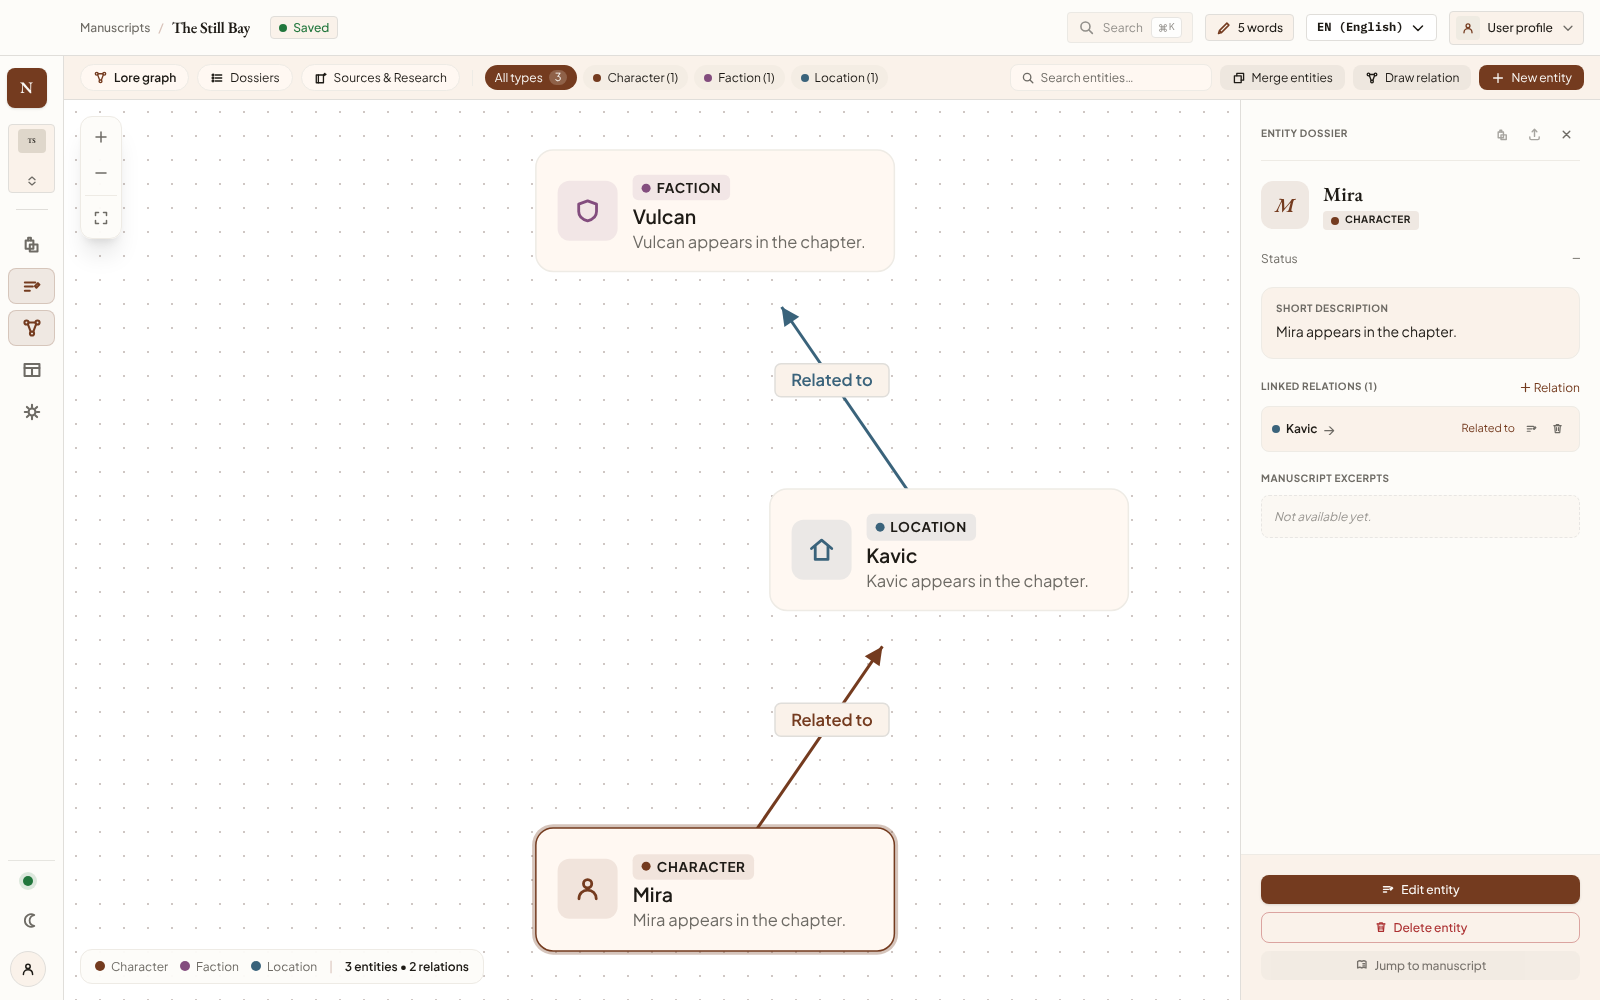 Manuscripts / The Still Bay
Saved
Search ⌘K
5 words
EN (English)
User profile
N
TS
Lore graph
Dossiers
Sources & Research
All types 3
Character (1)
Faction (1)
Location (1)
Search entities...
Merge entities
Draw relation
New entity
FACTION
Vulcan
Vulcan appears in the chapter.
Related to
LOCATION
Kavic
Kavic appears in the chapter.
Related to
CHARACTER
Mira
Mira appears in the chapter.
Character
Faction
Location
3 entities • 2 relations
ENTITY DOSSIER
M
Mira
CHARACTER
Status –
SHORT DESCRIPTION
Mira appears in the chapter.
LINKED RELATIONS (1)
+ Relation
Kavic → Related to
MANUSCRIPT EXCERPTS
Not available yet.
Edit entity
Delete entity
Jump to manuscript